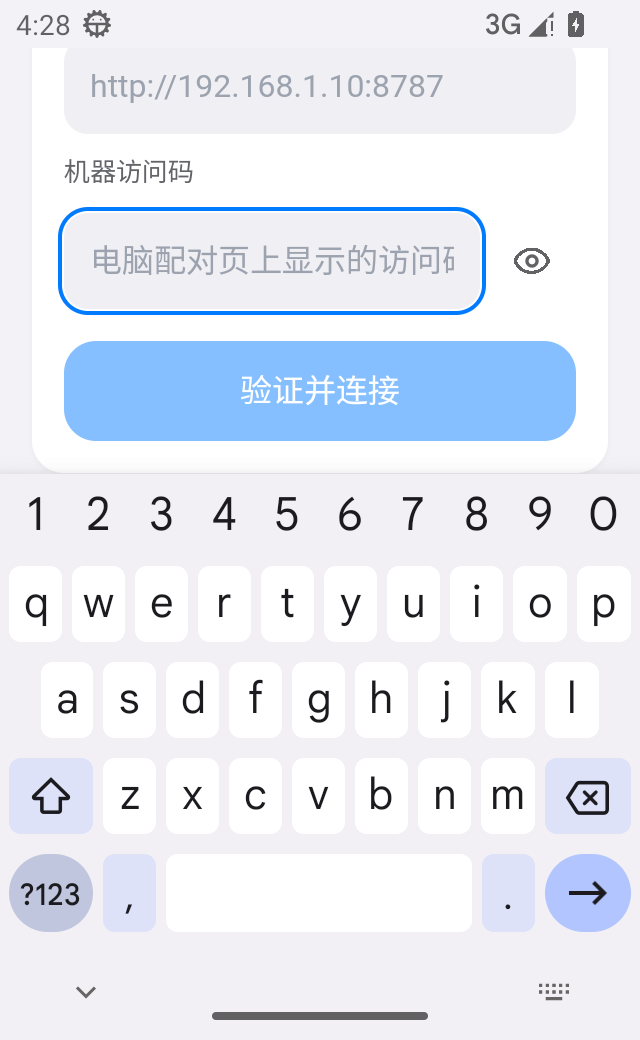 4:28
3G
http://192.168.1.10:8787
机器访问码
电脑配对页上显示的访问
验证并连接
1 2 3 4 5 6 7 8 9 0
q w e r t y u i o p
a s d f g h j k l
z x c v b n m
?123 , .